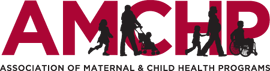 AMCHP
ASSOCIATION OF MATERNAL & CHILD HEALTH PROGRAMS